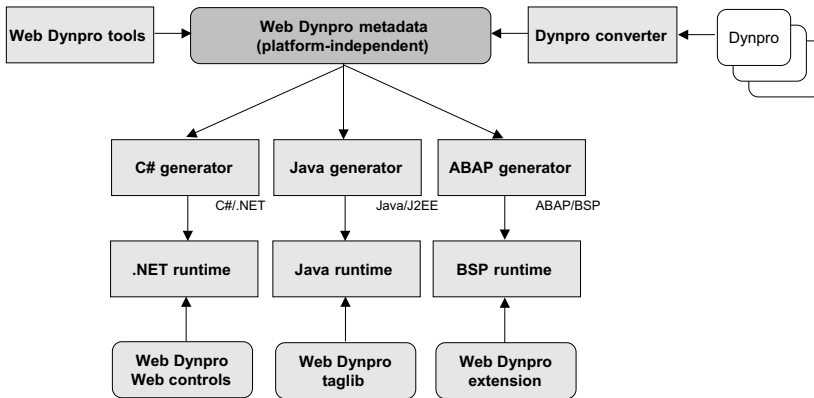 Web Dynpro tools
Web Dynpro metadata
(platform-independent)
Dynpro converter
Dynpro
C# generator
Java generator
ABAP generator
C#/.NET
Java/J2EE
ABAP/BSP
.NET runtime
Java runtime
BSP runtime
Web Dynpro
Web controls
Web Dynpro
taglib
Web Dynpro
extension